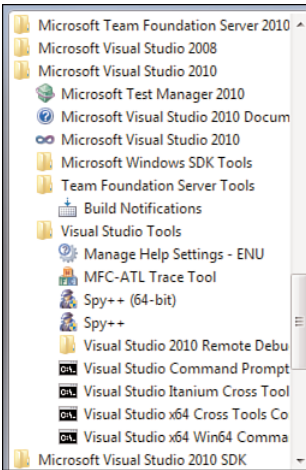 Microsoft Team Foundation Server 2010
Microsoft Visual Studio 2008
Microsoft Visual Studio 2010
Microsoft Test Manager 2010
Microsoft Visual Studio 2010 Docum
Microsoft Visual Studio 2010
Microsoft Windows SDK Tools
Team Foundation Server Tools
Build Notifications
Visual Studio Tools
Manage Help Settings - ENU
MFC-ATL Trace Tool
Spy++ (64-bit)
Spy++
Visual Studio 2010 Remote Debu
Visual Studio Command Prompt
Visual Studio Itanium Cross Tool
Visual Studio x64 Cross Tools Co
Visual Studio x64 Win64 Comma
Microsoft Visual Studio 2010 SDK